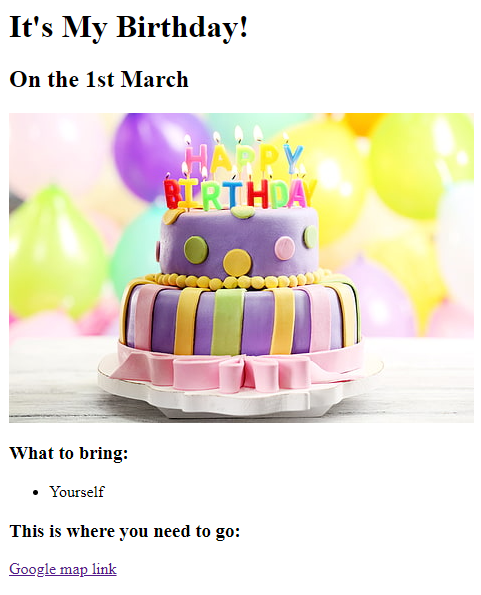 It's My Birthday!
On the 1st March
HAPPY
BIRTHDAY
What to bring:
Yourself
This is where you need to go:
Google map link